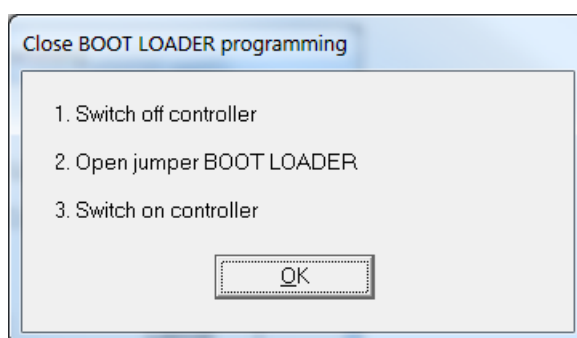 Close BOOT LOADER programming
1. Switch off controller
2. Open jumper BOOT LOADER
3. Switch on controller
OK